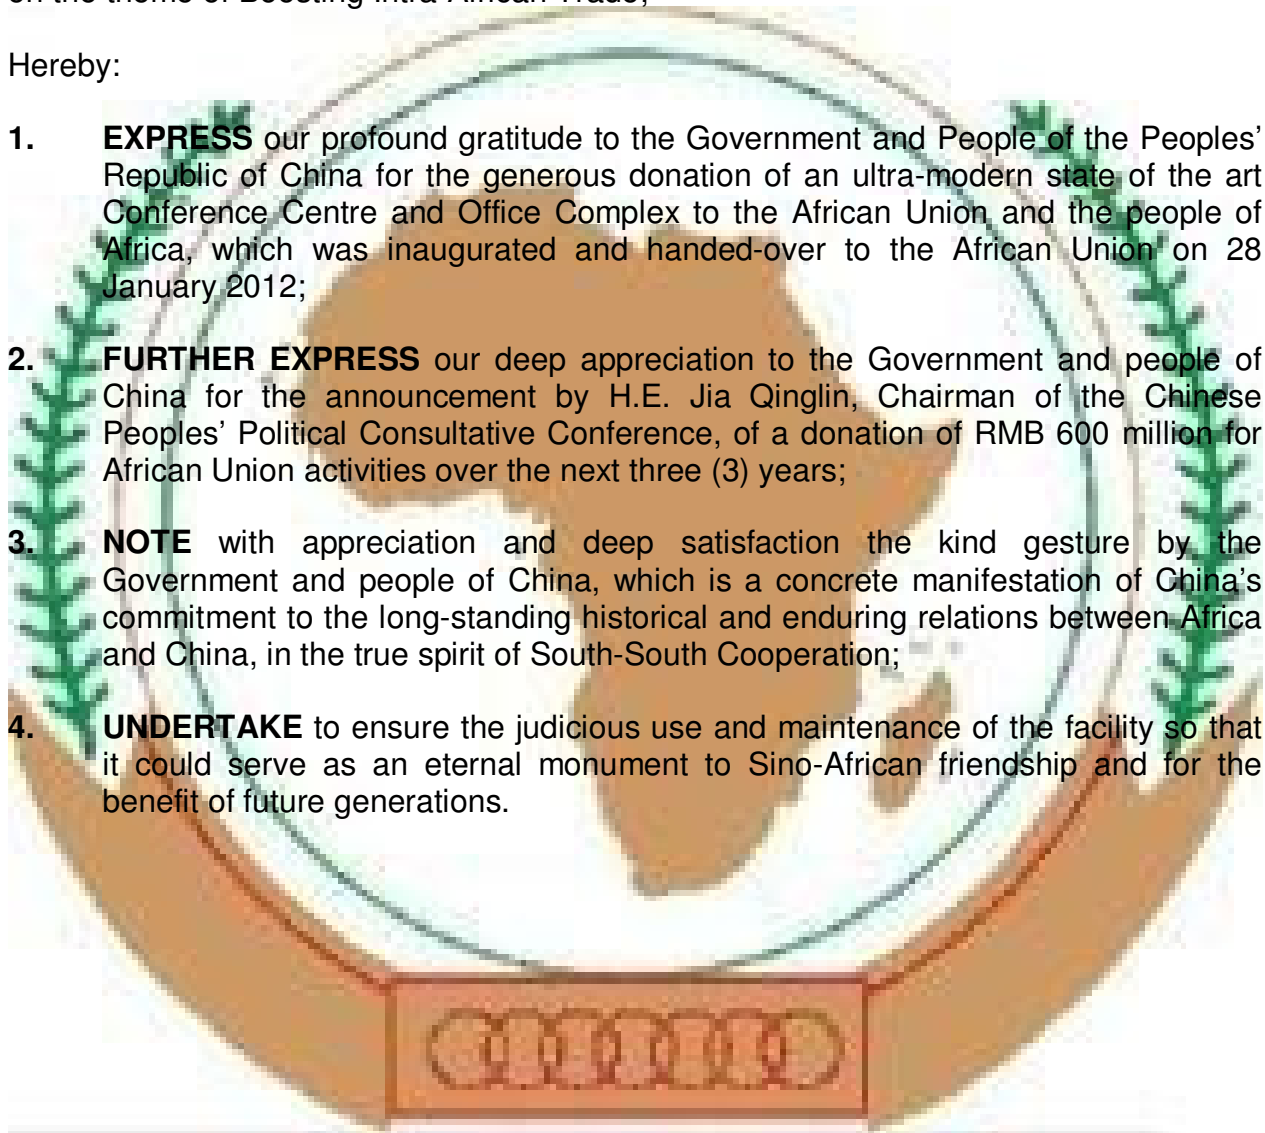 on the theme of Boosting Intra-African Trade;
Hereby:
1. EXPRESS our profound gratitude to the Government and People of the Peoples’
Republic of China for the generous donation of an ultra-modern state of the art
Conference Centre and Office Complex to the African Union and the people of
Africa, which was inaugurated and handed-over to the African Union on 28
January 2012;
2. FURTHER EXPRESS our deep appreciation to the Government and people of
China for the announcement by H.E. Jia Qinglin, Chairman of the Chinese
Peoples’ Political Consultative Conference, of a donation of RMB 600 million for
African Union activities over the next three (3) years;
3. NOTE with appreciation and deep satisfaction the kind gesture by the
Government and people of China, which is a concrete manifestation of China’s
commitment to the long-standing historical and enduring relations between Africa
and China, in the true spirit of South-South Cooperation;
4. UNDERTAKE to ensure the judicious use and maintenance of the facility so that
it could serve as an eternal monument to Sino-African friendship and for the
benefit of future generations.